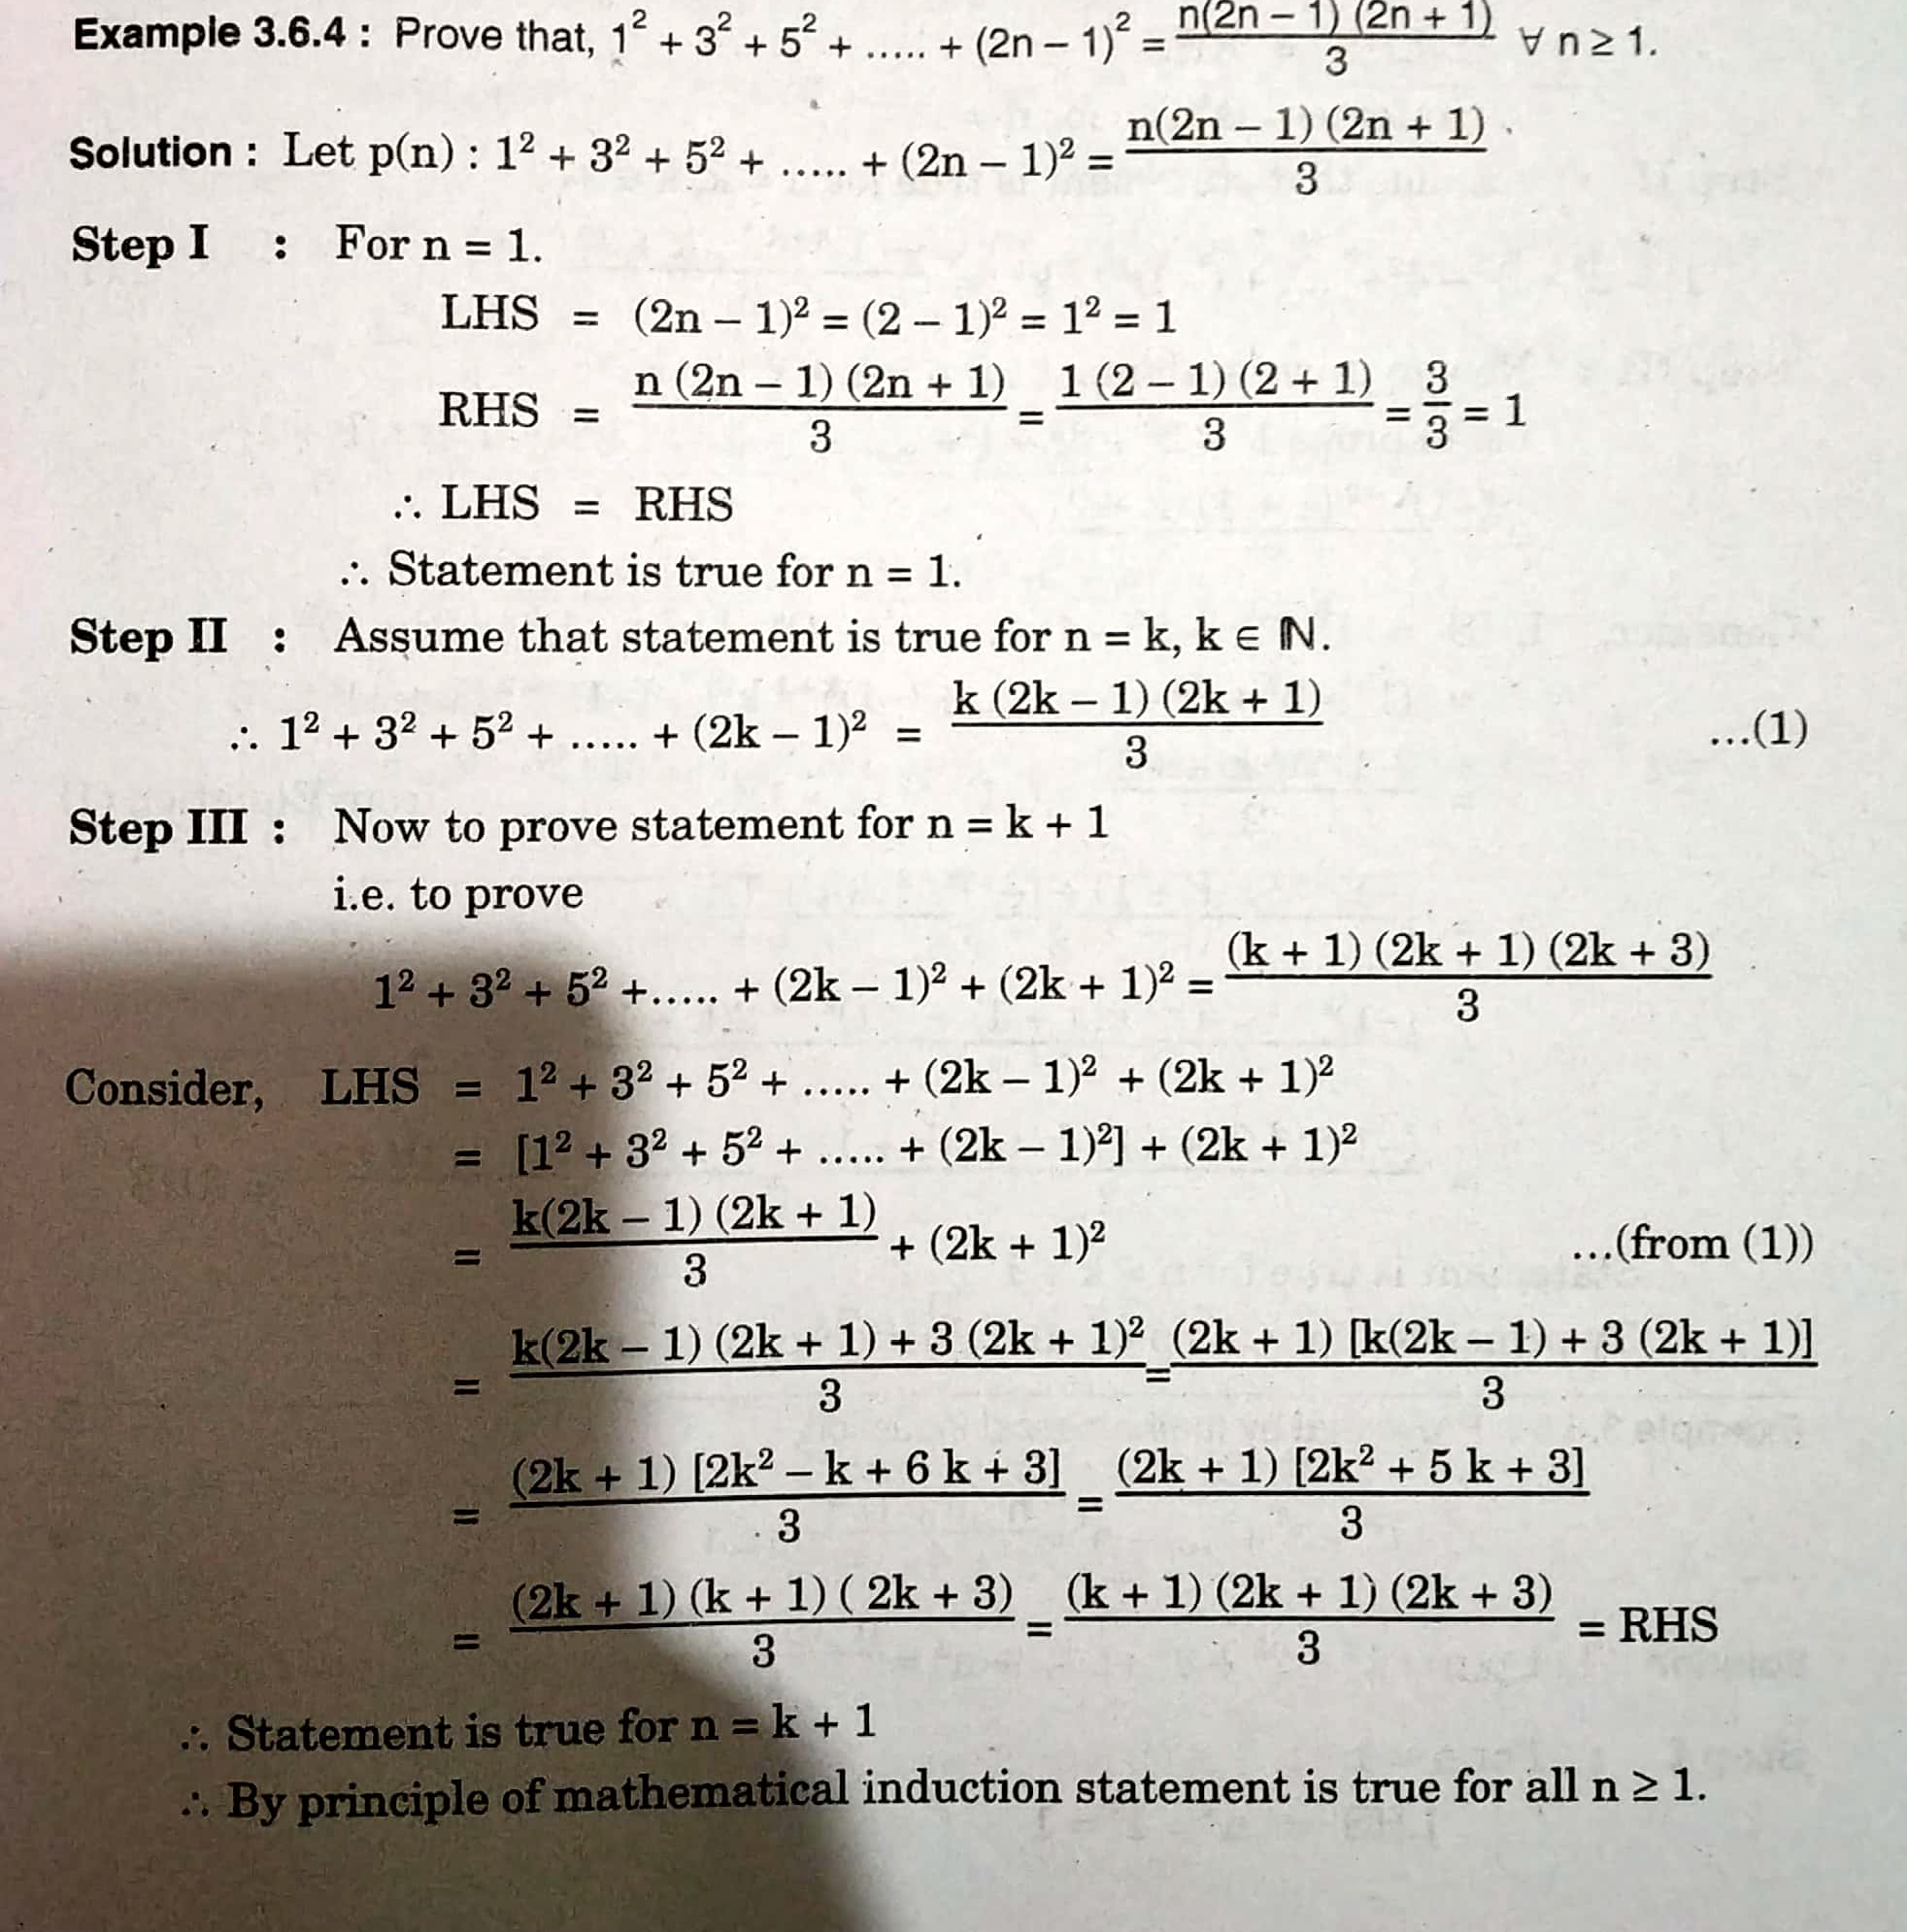 Example 3.6.4 : Prove that, 1² + 3² + 5² + ..... + (2n – 1)² = n(2n – 1) (2n + 1) / 3 ∀ n ≥ 1.
Solution : Let p(n) : 1² + 3² + 5² + ..... + (2n – 1)² = n(2n – 1) (2n + 1) / 3
Step I : For n = 1.
LHS = (2n – 1)² = (2 – 1)² = 1² = 1
RHS = n (2n – 1) (2n + 1) / 3 = 1 (2 – 1) (2 + 1) / 3 = 3 / 3 = 1
∴ LHS = RHS
∴ Statement is true for n = 1.
Step II : Assume that statement is true for n = k, k ∈ ℕ.
∴ 1² + 3² + 5² + ..... + (2k – 1)² = k (2k – 1) (2k + 1) / 3 ...(1)
Step III : Now to prove statement for n = k + 1
i.e. to prove
1² + 3² + 5² +..... + (2k – 1)² + (2k + 1)² = (k + 1) (2k + 1) (2k + 3) / 3
Consider, LHS = 1² + 3² + 5² + ..... + (2k – 1)² + (2k + 1)²
= [1² + 3² + 5² + ..... + (2k – 1)²] + (2k + 1)²
= k(2k – 1) (2k + 1) / 3 + (2k + 1)² ...(from (1))
= k(2k – 1) (2k + 1) + 3 (2k + 1)² / 3 = (2k + 1) [k(2k – 1) + 3 (2k + 1)] / 3
= (2k + 1) [2k² – k + 6 k + 3] / 3 = (2k + 1) [2k² + 5 k + 3] / 3
= (2k + 1) (k + 1) ( 2k + 3) / 3 = (k + 1) (2k + 1) (2k + 3) / 3 = RHS
∴ Statement is true for n = k + 1
∴ By principle of mathematical induction statement is true for all n ≥ 1.